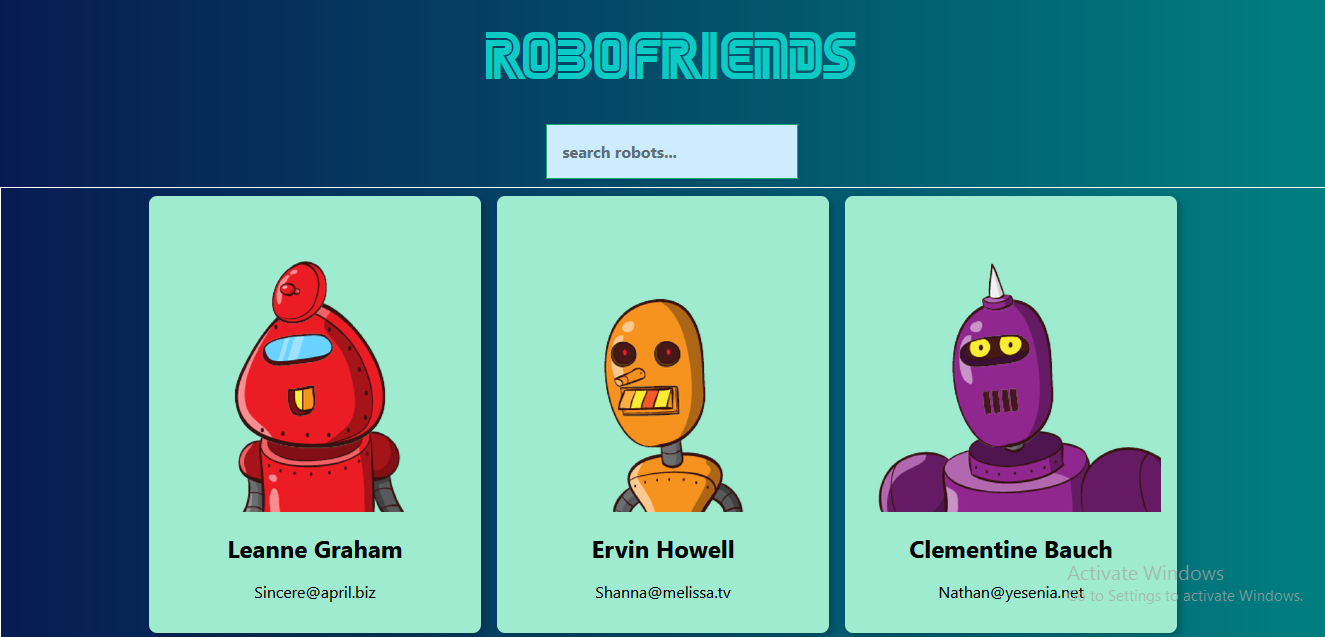 ROBOFRIENDS
search robots...
Leanne Graham
Ervin Howell
Clementine Bauch
Sincere@april.biz
Shanna@melissa.tv
Nathan@yesenia.net
Activate Windows
Go to Settings to activate Windows.